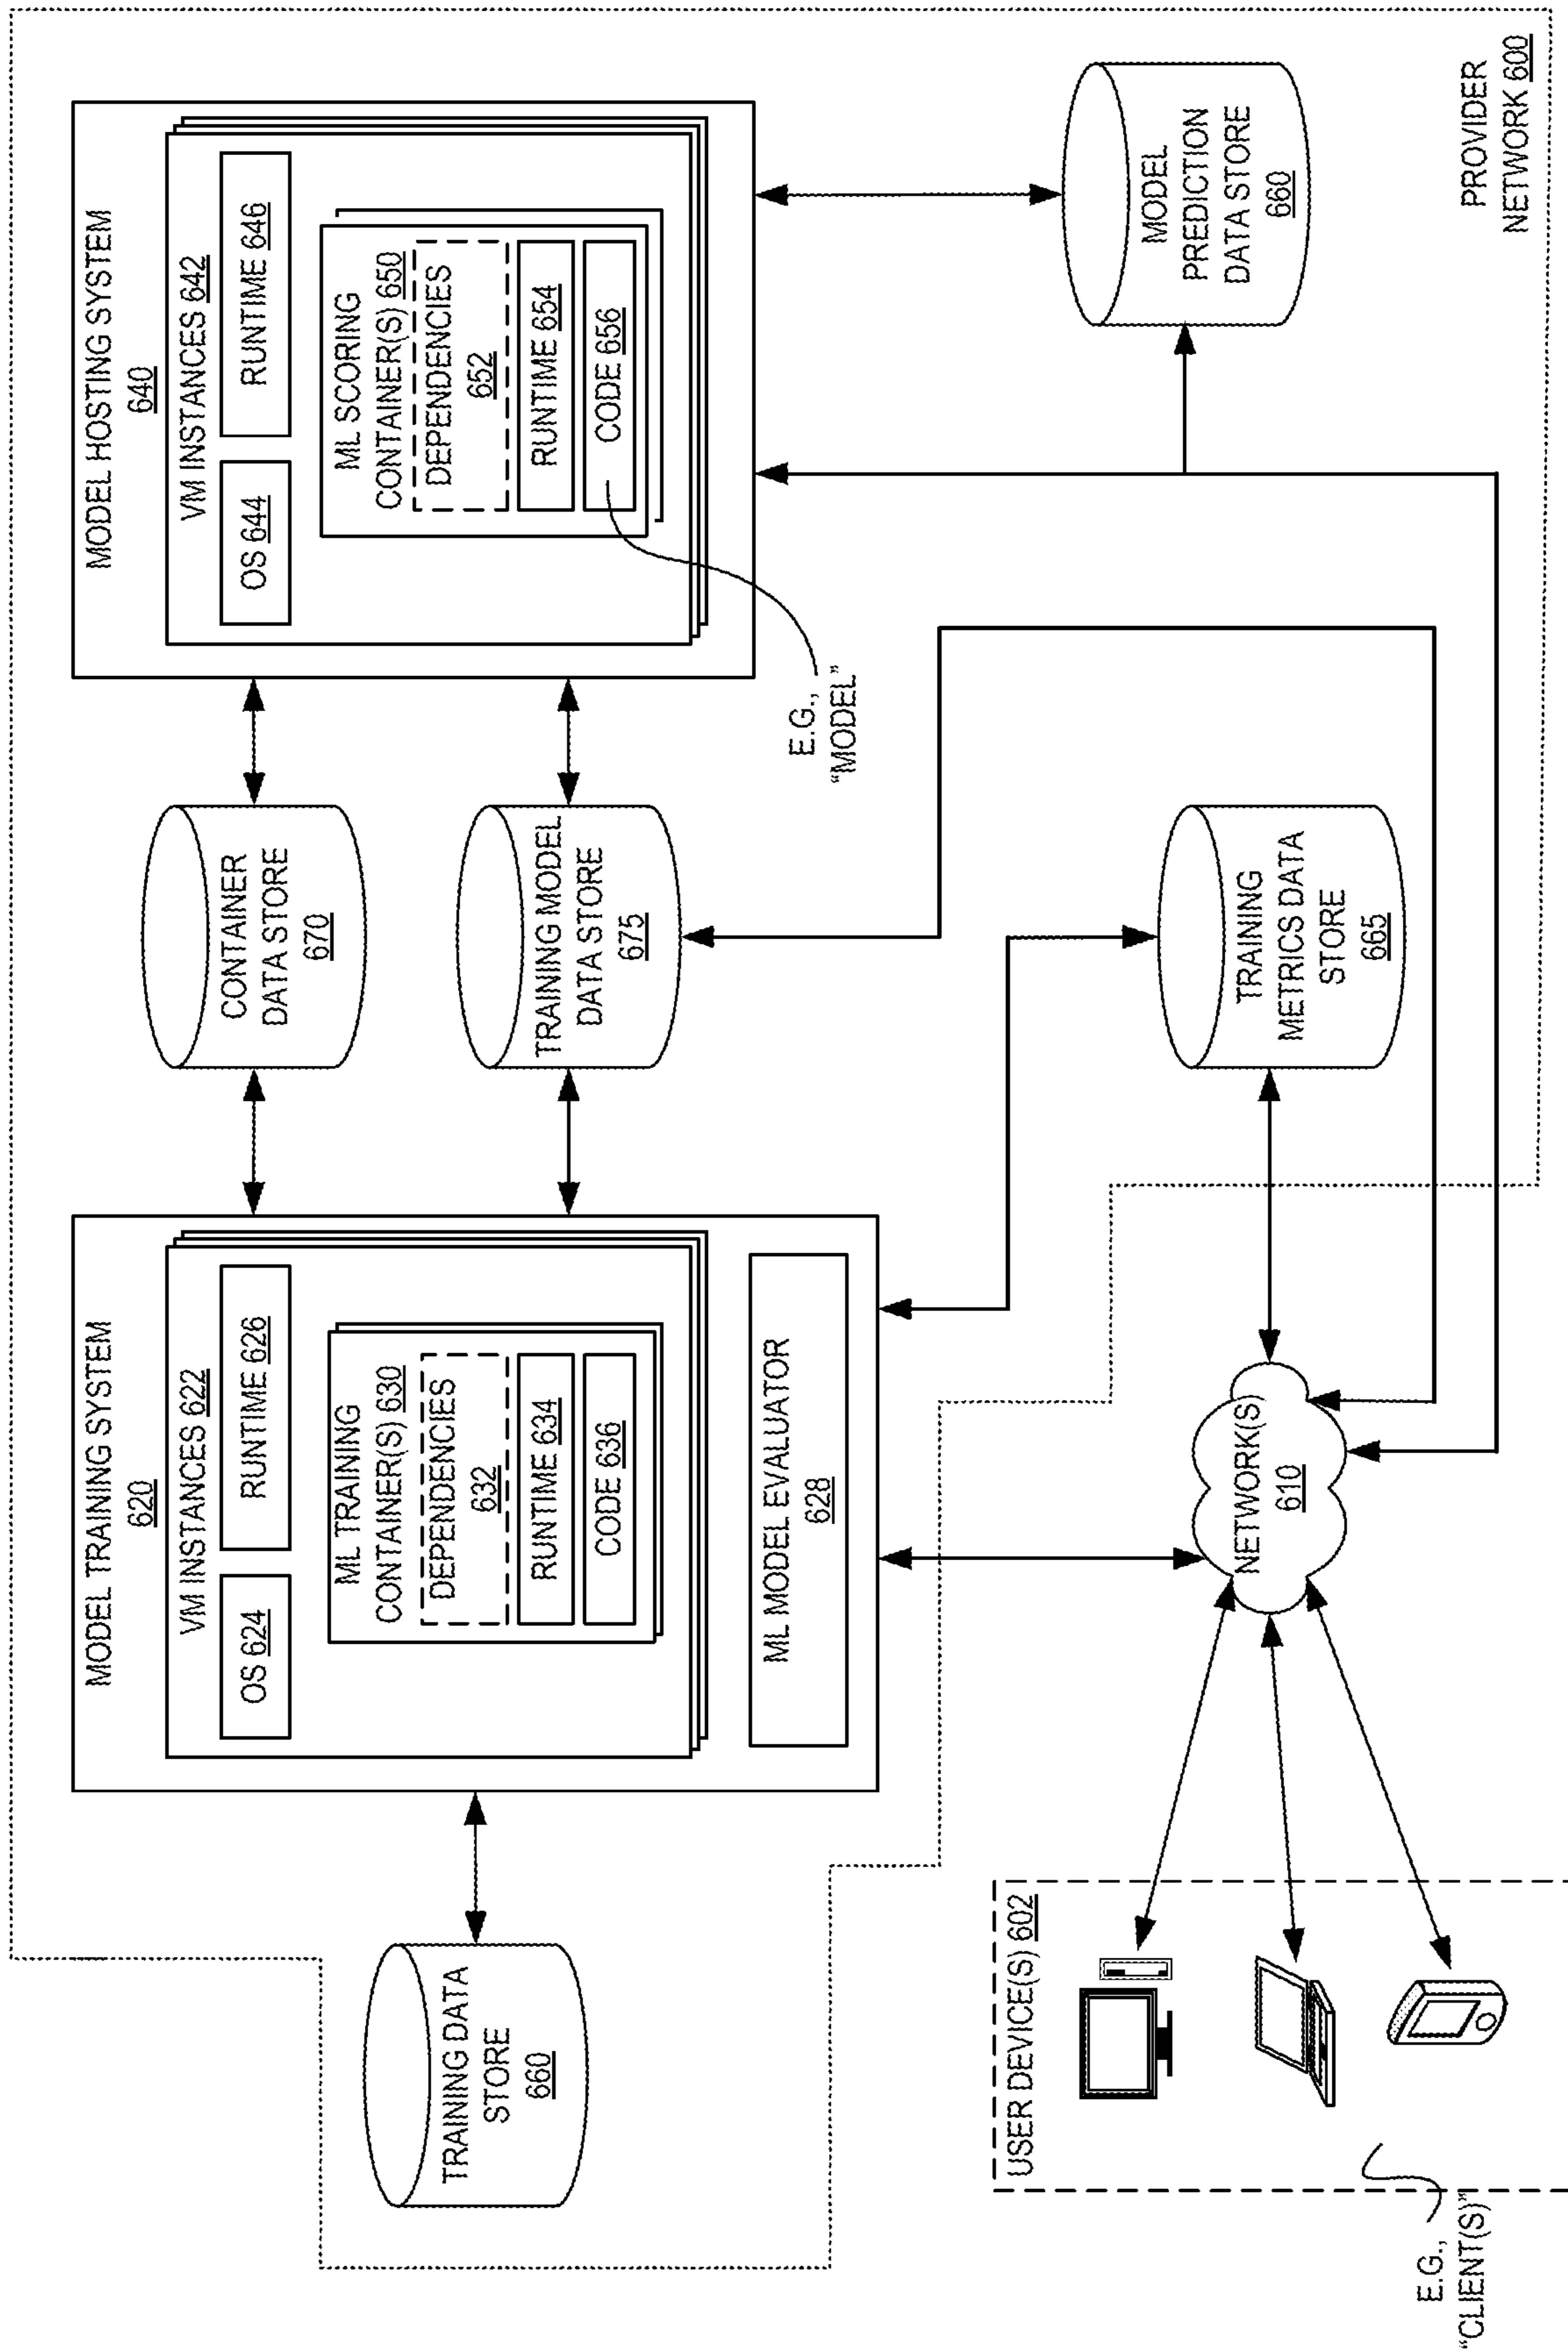 MODEL TRAINING SYSTEM
620
VM INSTANCES 622
OS 624
RUNTIME 626
ML TRAINING
CONTAINER(S) 630
DEPENDENCIES
632
RUNTIME 634
CODE 636
ML MODEL EVALUATOR
628
TRAINING DATA
STORE
660
CONTAINER
DATA STORE
670
TRAINING MODEL
DATA STORE
675
MODEL HOSTING SYSTEM
640
VM INSTANCES 642
OS 644
RUNTIME 646
ML SCORING
CONTAINER(S) 650
DEPENDENCIES
652
RUNTIME 654
CODE 656
E.G.,
“MODEL”
TRAINING
METRICS DATA
STORE
665
MODEL
PREDICTION
DATA STORE
660
NETWORK(S)
610
USER DEVICE(S) 602
E.G.,
“CLIENT(S)”
PROVIDER
NETWORK 600